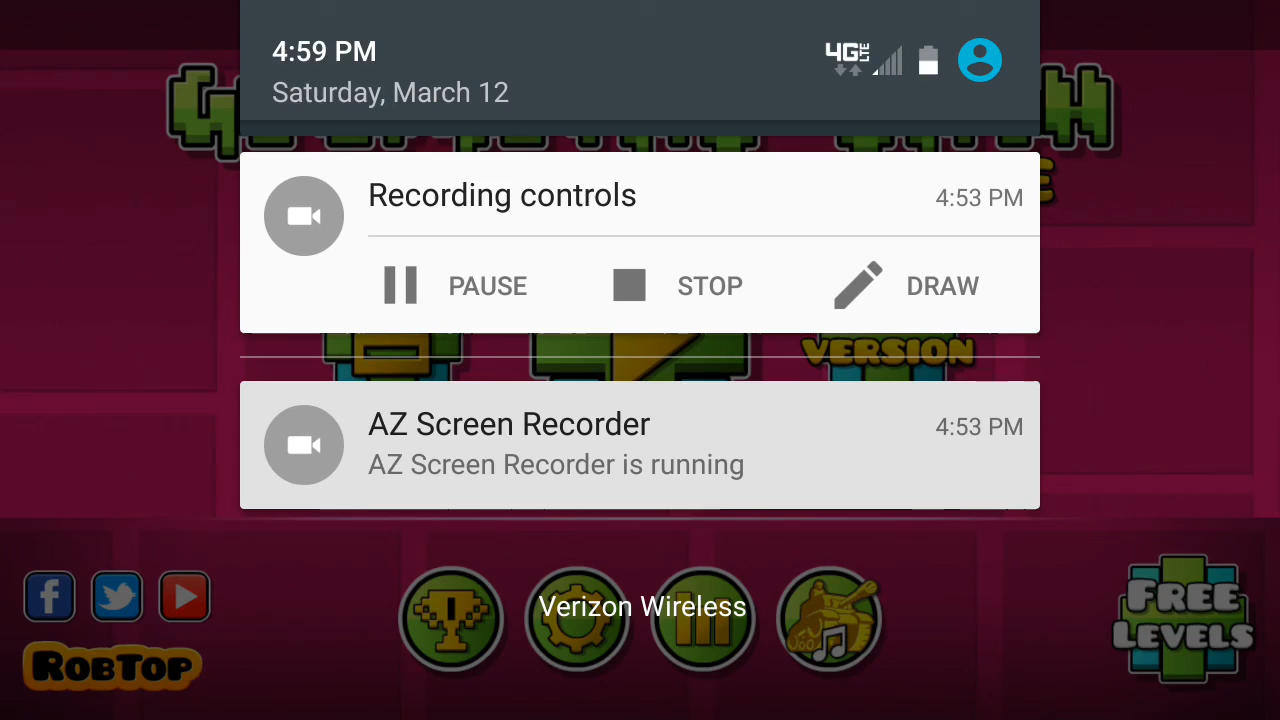 4:59 PM
4G LTE
Saturday, March 12
Recording controls
4:53 PM
PAUSE
STOP
DRAW
VERSION
AZ Screen Recorder
4:53 PM
AZ Screen Recorder is running
Verizon Wireless
FREE
LEVELS
ROBTOP